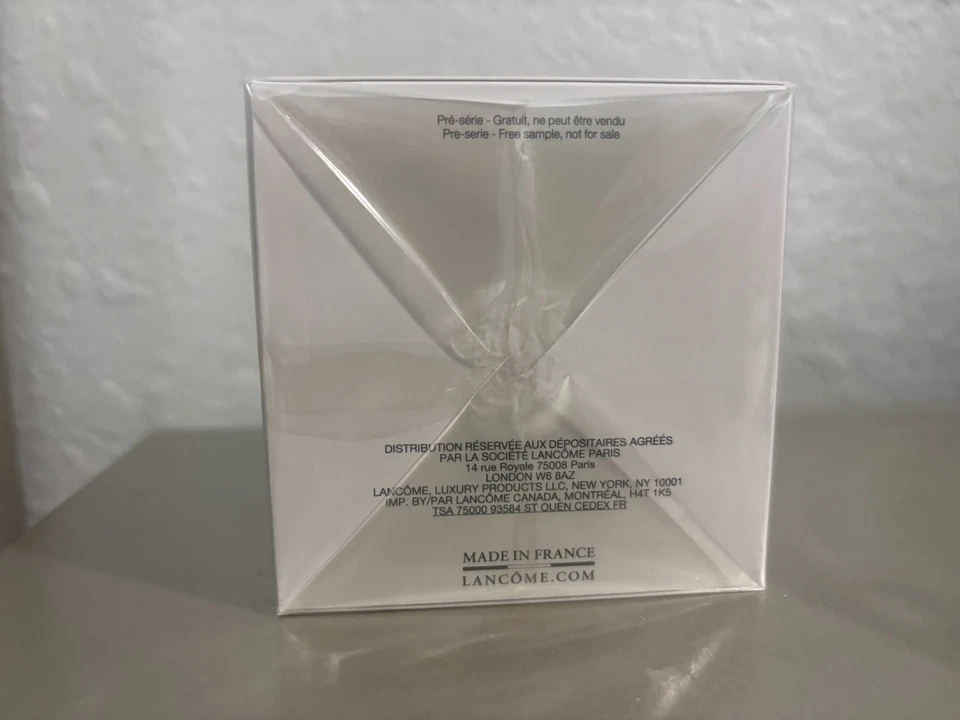 Pré-série - Gratuit, ne peut être vendu
Pre-serie - Free sample, not for sale
DISTRIBUTION RÉSERVÉE AUX DÉPOSITAIRES AGRÉÉS
PAR LA SOCIÉTÉ LANCÔME PARIS
14 rue Royale 75008 Paris
LONDON W6 8AZ
LANCÔME, LUXURY PRODUCTS LLC, NEW YORK, NY 10001
IMP. BY/PAR LANCÔME CANADA, MONTRÉAL, H4T 1K5
TSA 75000 93584 ST OUEN CEDEX FR
MADE IN FRANCE
LANCÔME.COM